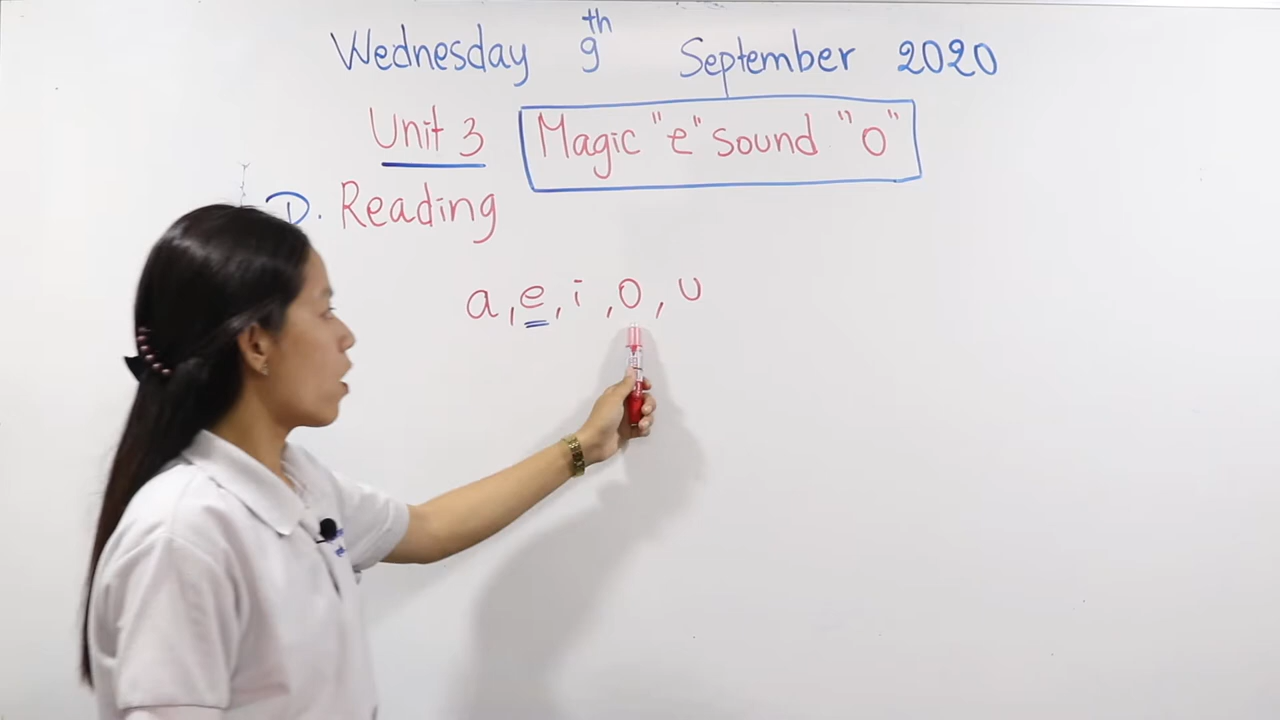 Wednesday 9th September 2020
Unit 3 Magic "e" sound "o"
D. Reading
a, e, i, o, u